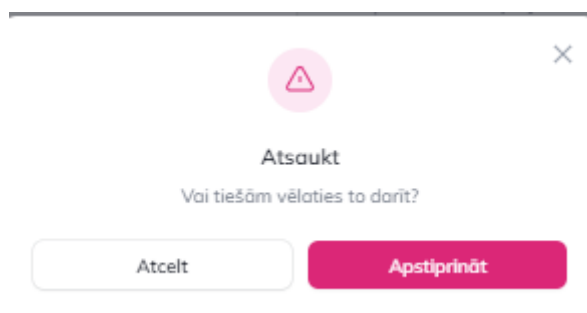 Atsaukt
Vai tiešām vēlaties to darīt?
Atcelt
Apstiprināt